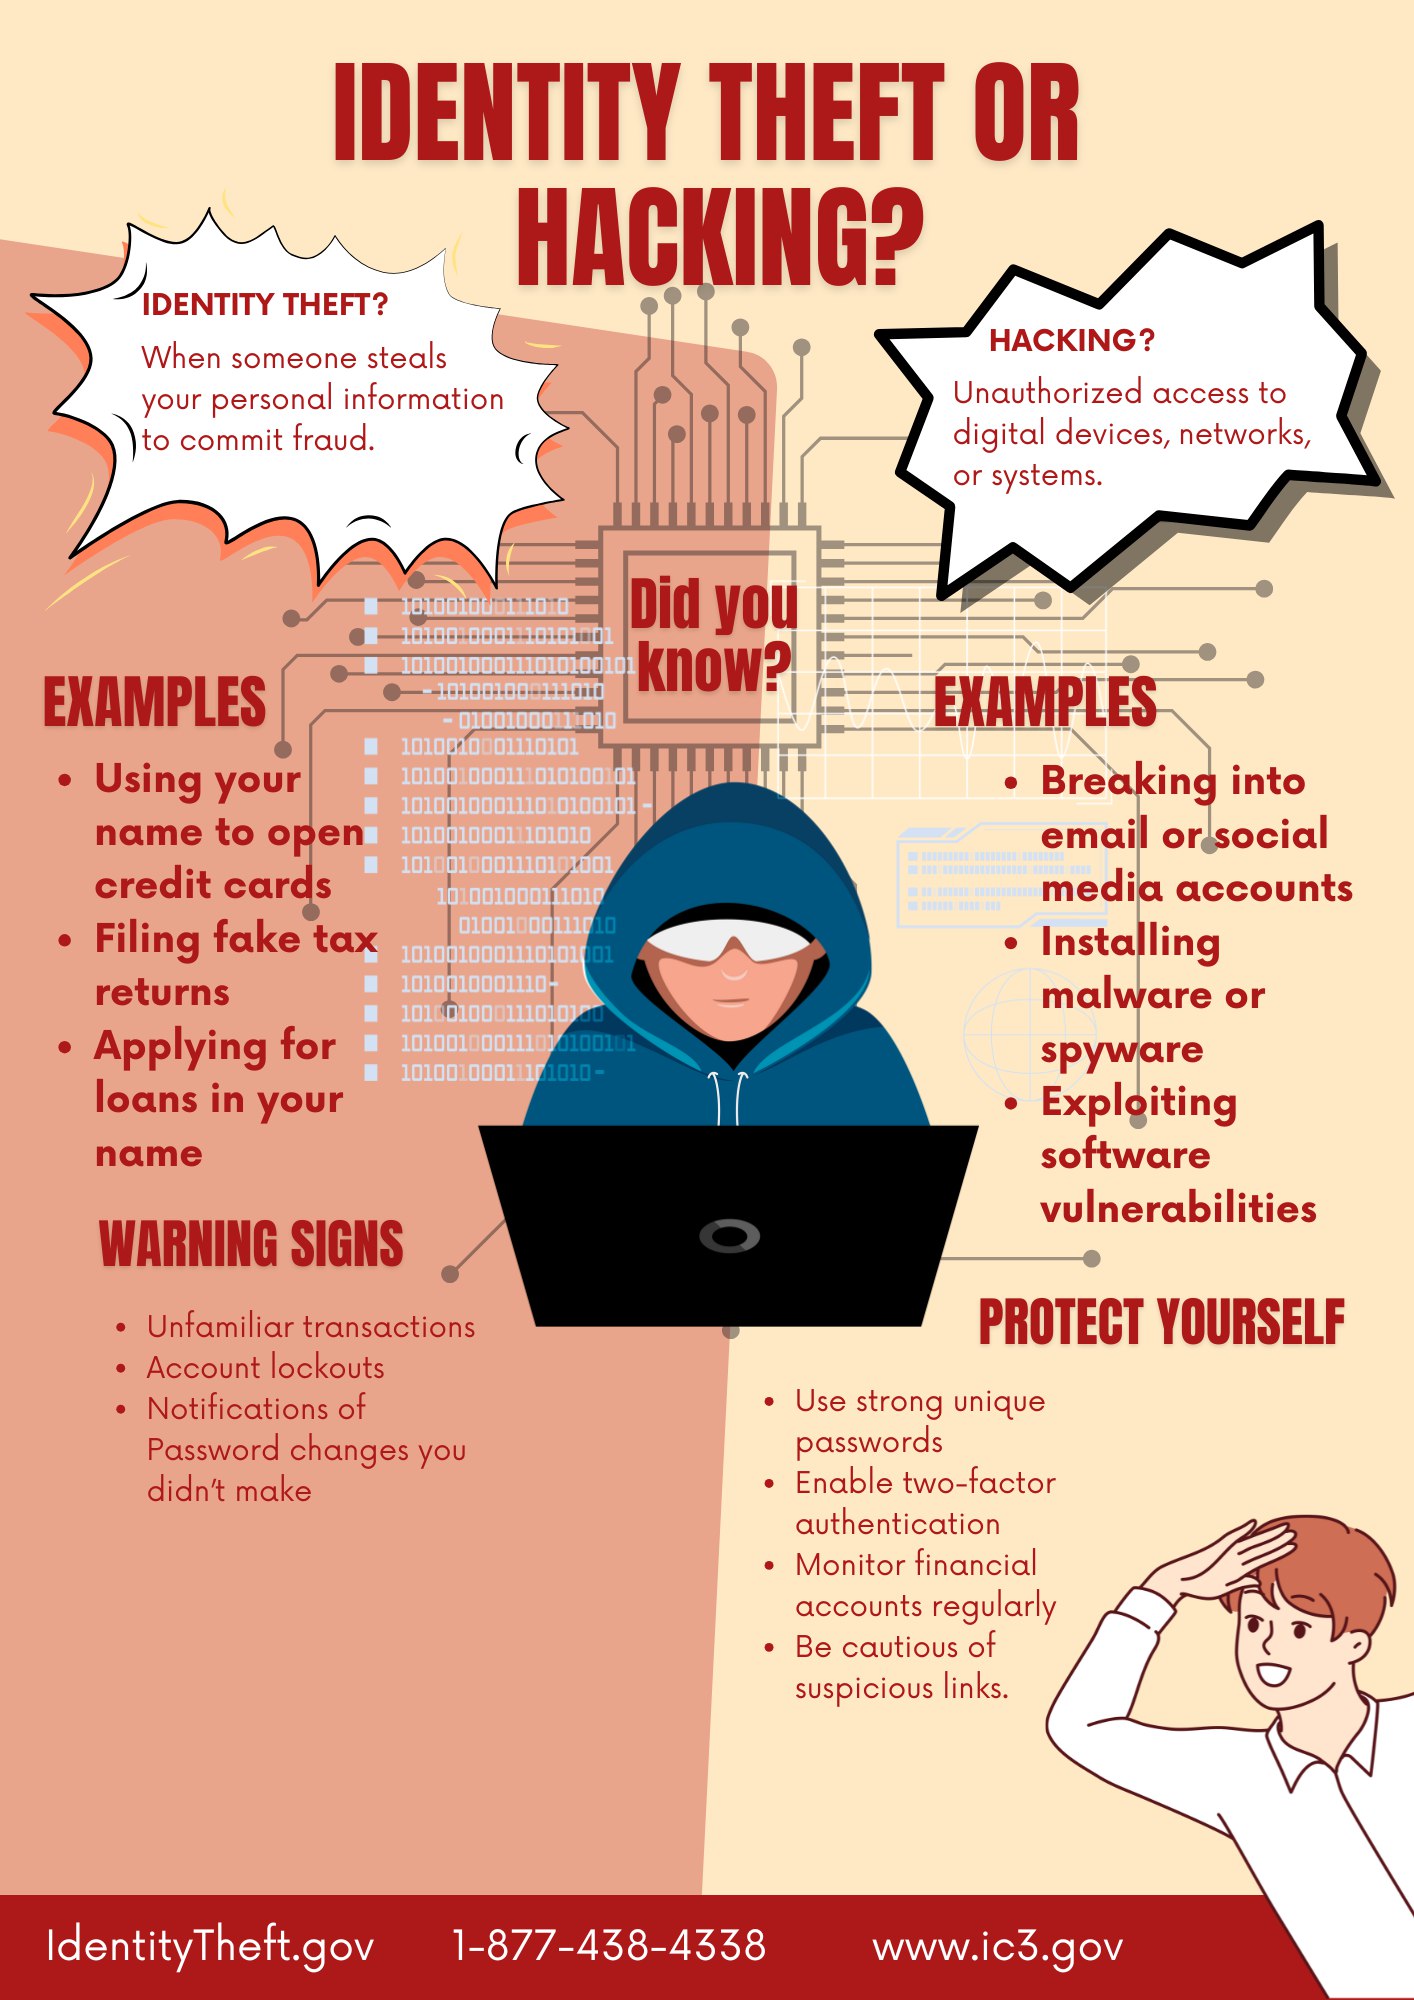 IDENTITY THEFT OR
HACKING?
IDENTITY THEFT?
When someone steals
your personal information
to commit fraud.
HACKING?
Unauthorized access to
digital devices, networks,
or systems.
Did you
know?
EXAMPLES
• Using your
name to open
credit cards
• Filing fake tax
returns
• Applying for
loans in your
name
EXAMPLES
• Breaking into
email or social
media accounts
• Installing
malware or
spyware
• Exploiting
software
vulnerabilities
WARNING SIGNS
• Unfamiliar transactions
• Account lockouts
• Notifications of
Password changes you
didn't make
PROTECT YOURSELF
• Use strong unique
passwords
• Enable two-factor
authentication
• Monitor financial
accounts regularly
• Be cautious of
suspicious links.
IdentityTheft.gov
1-877-438-4338
www.ic3.gov